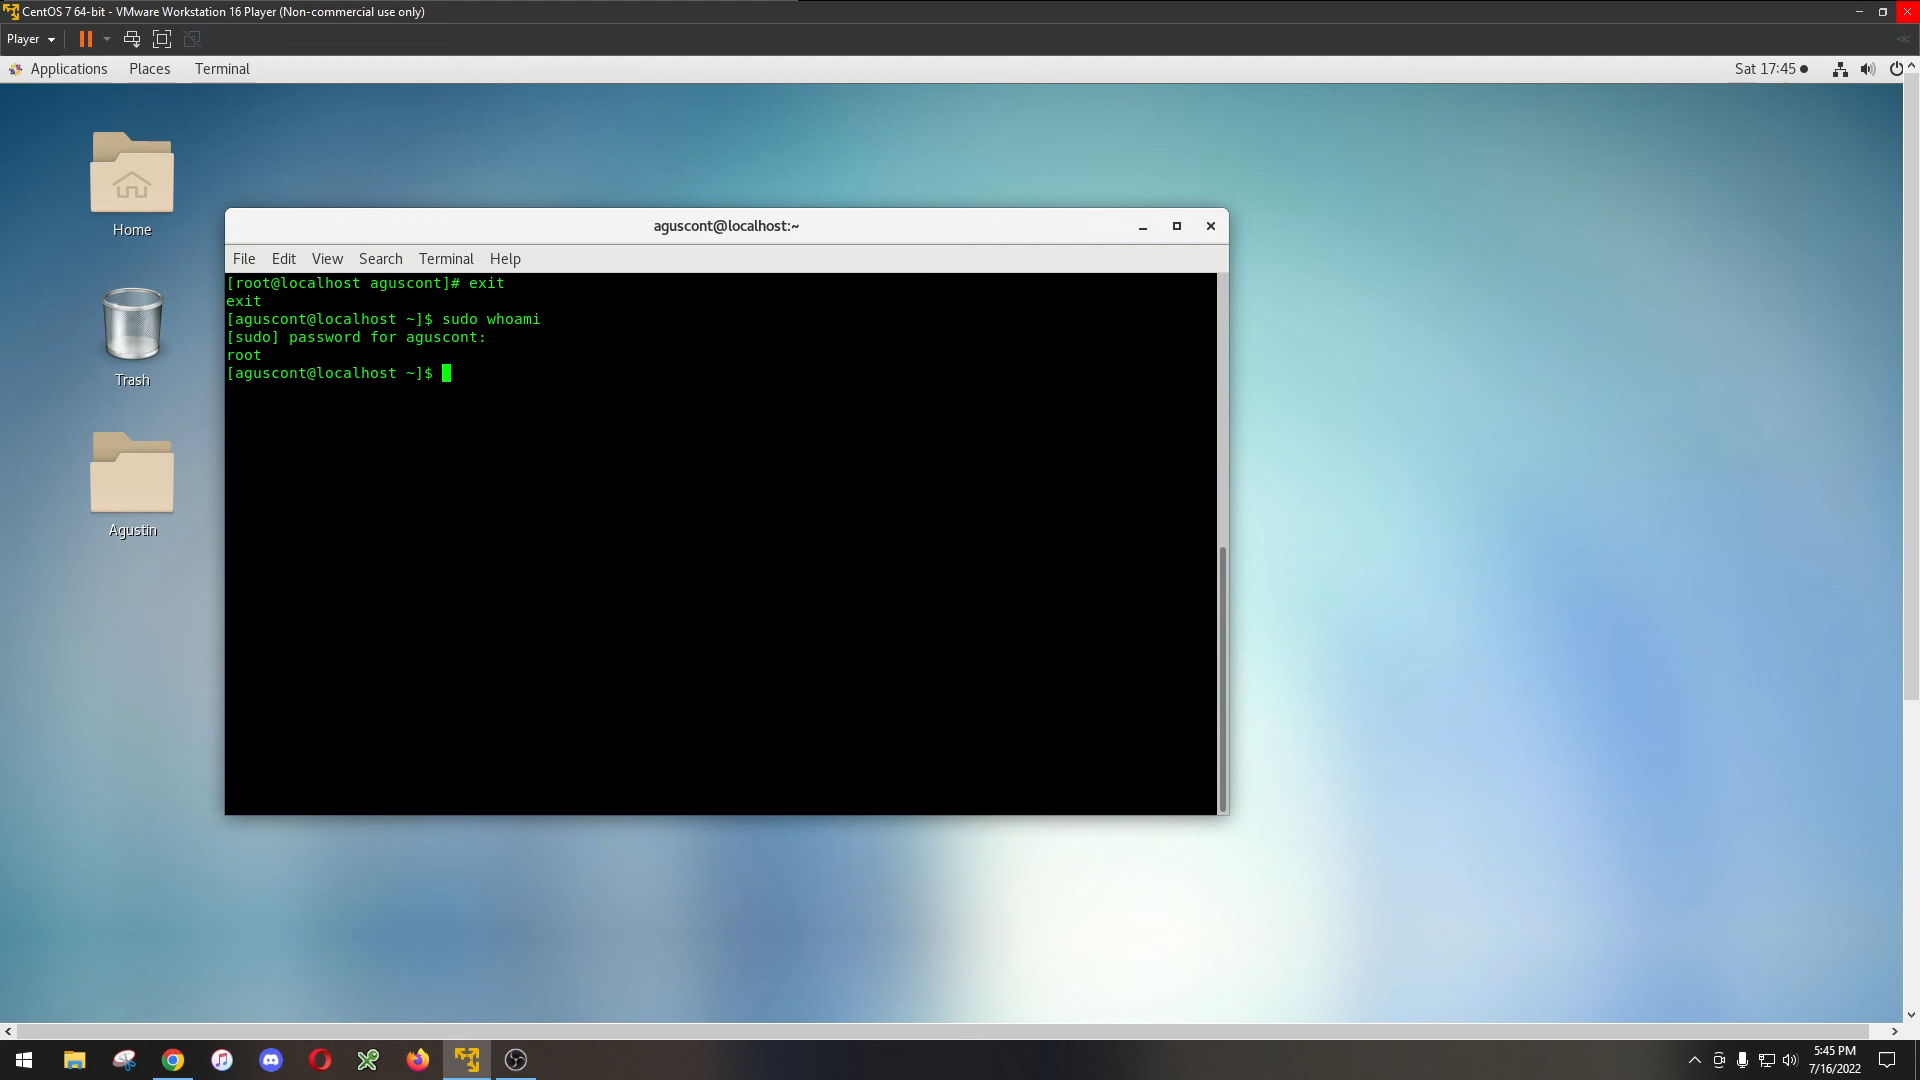 CentOS 7 64-bit - VMware Workstation 16 Player (Non-commercial use only)
Player
Applications Places Terminal
Sat 17:45
Home
Trash
Agustin
aguscont@localhost:~
File Edit View Search Terminal Help
[root@localhost aguscont]# exit
exit
[aguscont@localhost ~]$ sudo whoami
[sudo] password for aguscont:
root
[aguscont@localhost ~]$
5:45 PM
7/16/2022